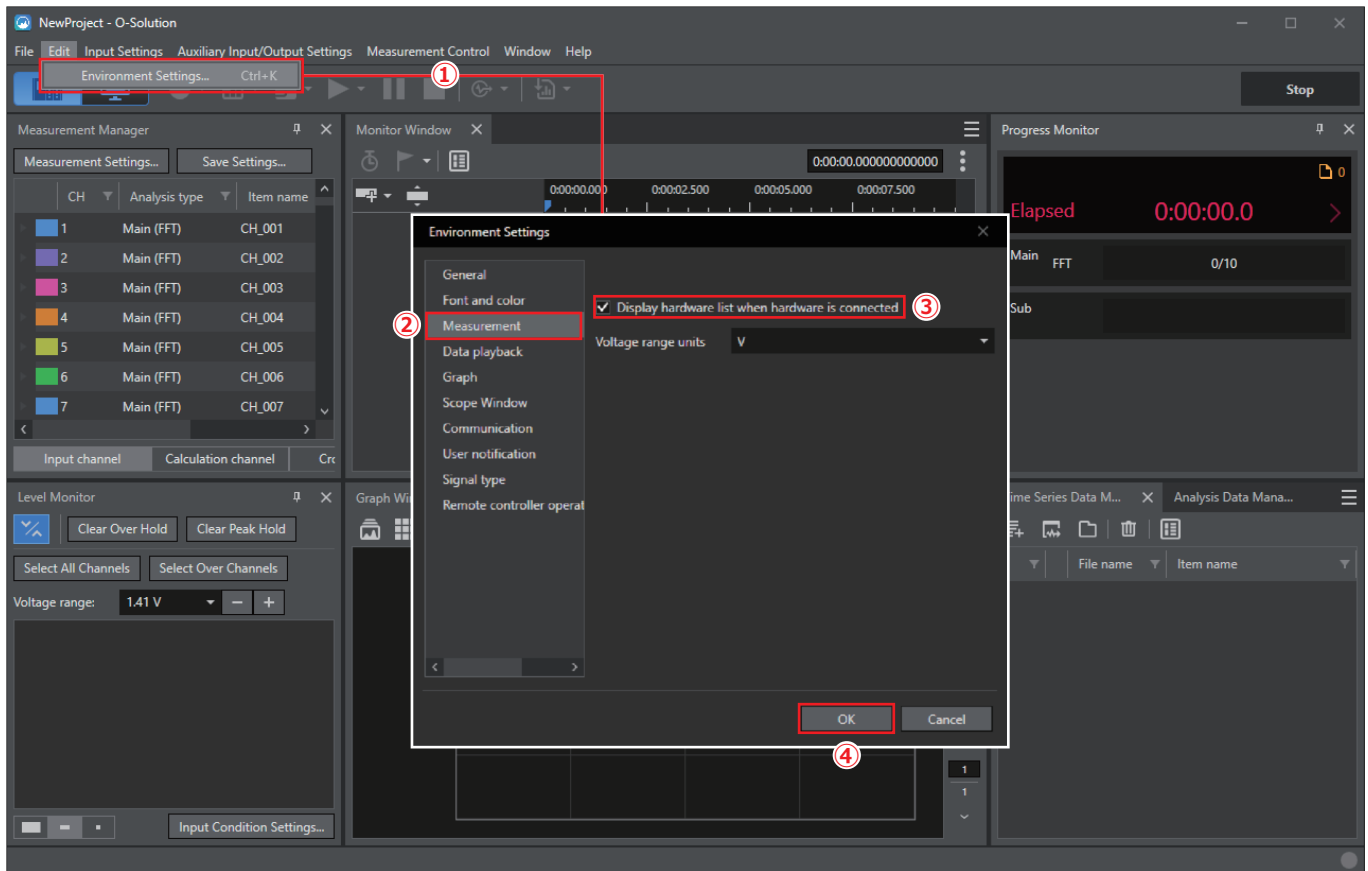 NewProject - O-Solution
File Edit Input Settings Auxiliary Input/Output Settings Measurement Control Window Help
Environment Settings... Ctrl+K
①
Stop
Measurement Manager
Monitor Window
Progress Monitor
Measurement Settings... Save Settings...
0:00:00.000000000000
0
CH Analysis type Item name
0:00:00.000 0:00:02.500 0:00:05.000 0:00:07.500
Elapsed 0:00:00.0
1 Main (FFT) CH_001
2 Main (FFT) CH_002
3 Main (FFT) CH_003
4 Main (FFT) CH_004
5 Main (FFT) CH_005
6 Main (FFT) CH_006
7 Main (FFT) CH_007
Main FFT 0/10
Sub
Input channel Calculation channel
Environment Settings
General
Font and color
② Measurement
Data playback
Graph
Scope Window
Communication
User notification
Signal type
Remote controller operat
Display hardware list when hardware is connected ③
Voltage range units V
OK Cancel
④
Level Monitor
Clear Over Hold Clear Peak Hold
Select All Channels Select Over Channels
Voltage range: 1.41 V
Input Condition Settings...
Graph Wi
1
1
ime Series Data M... Analysis Data Mana...
File name Item name